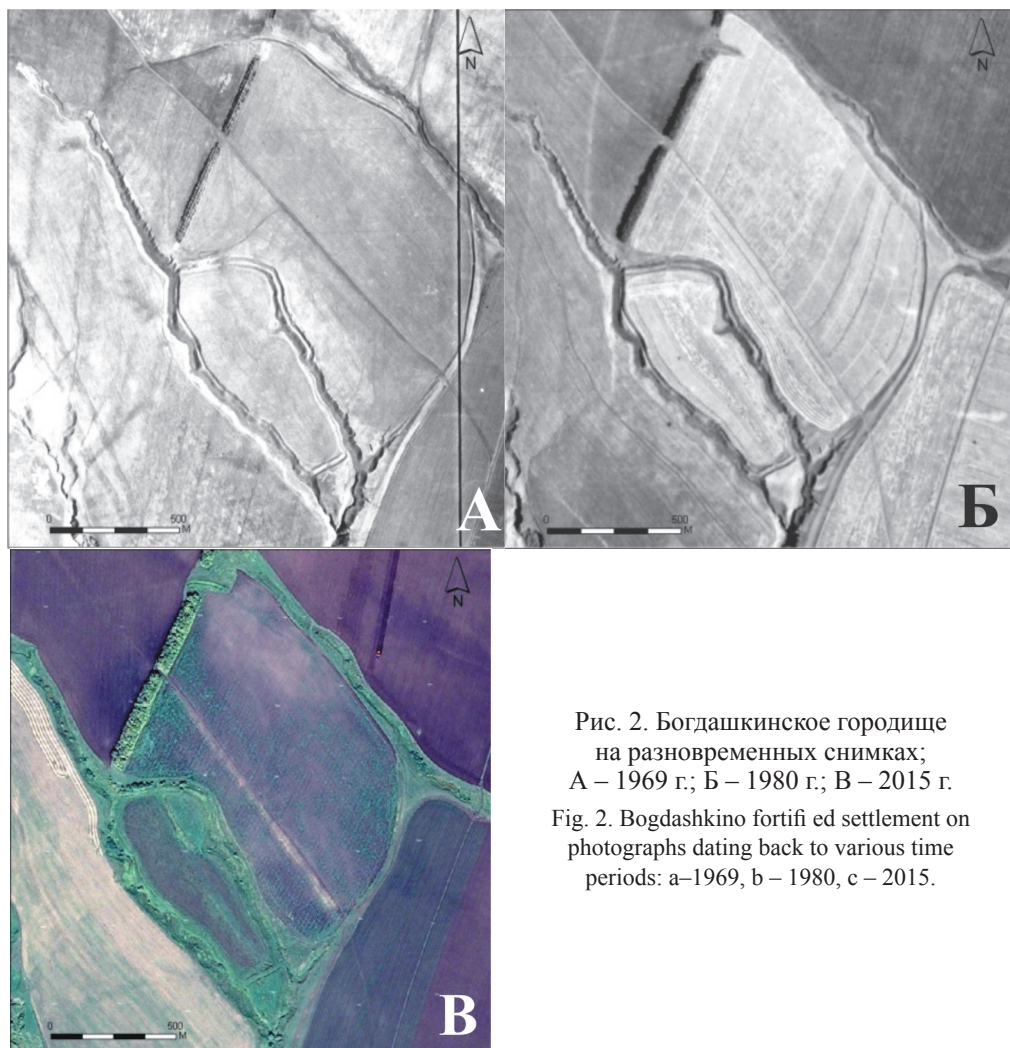 N
0 500
М
А
N
0 500
М
Б
N
0 500
М
В
Рис. 2. Богдашкинское городище
на разновременных снимках;
А – 1969 г.; Б – 1980 г.; В – 2015 г.
Fig. 2. Bogdashkino fortifi ed settlement on
photographs dating back to various time
periods: a–1969, b – 1980, c – 2015.